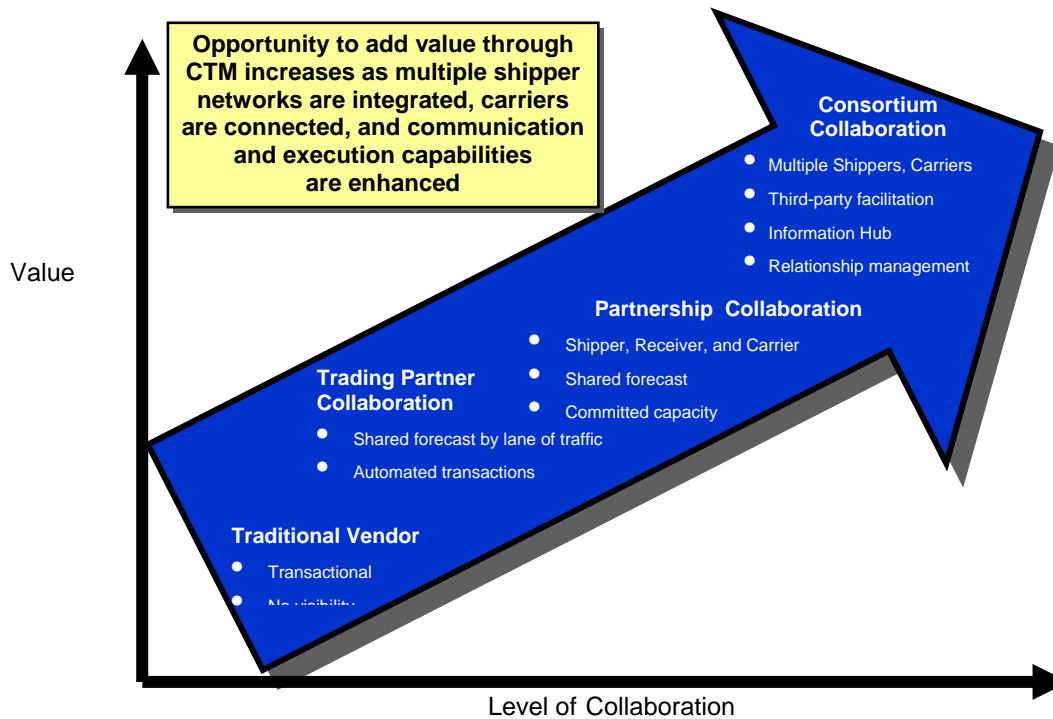 Opportunity to add value through
CTM increases as multiple shipper
networks are integrated, carriers
are connected, and communication
and execution capabilities
are enhanced
Consortium
Collaboration
• Multiple Shippers, Carriers
• Third-party facilitation
• Information Hub
• Relationship management
Value
Partnership Collaboration
• Shipper, Receiver, and Carrier
• Shared forecast
• Committed capacity
Trading Partner
Collaboration
• Shared forecast by lane of traffic
• Automated transactions
Traditional Vendor
• Transactional
• No visibility
Level of Collaboration